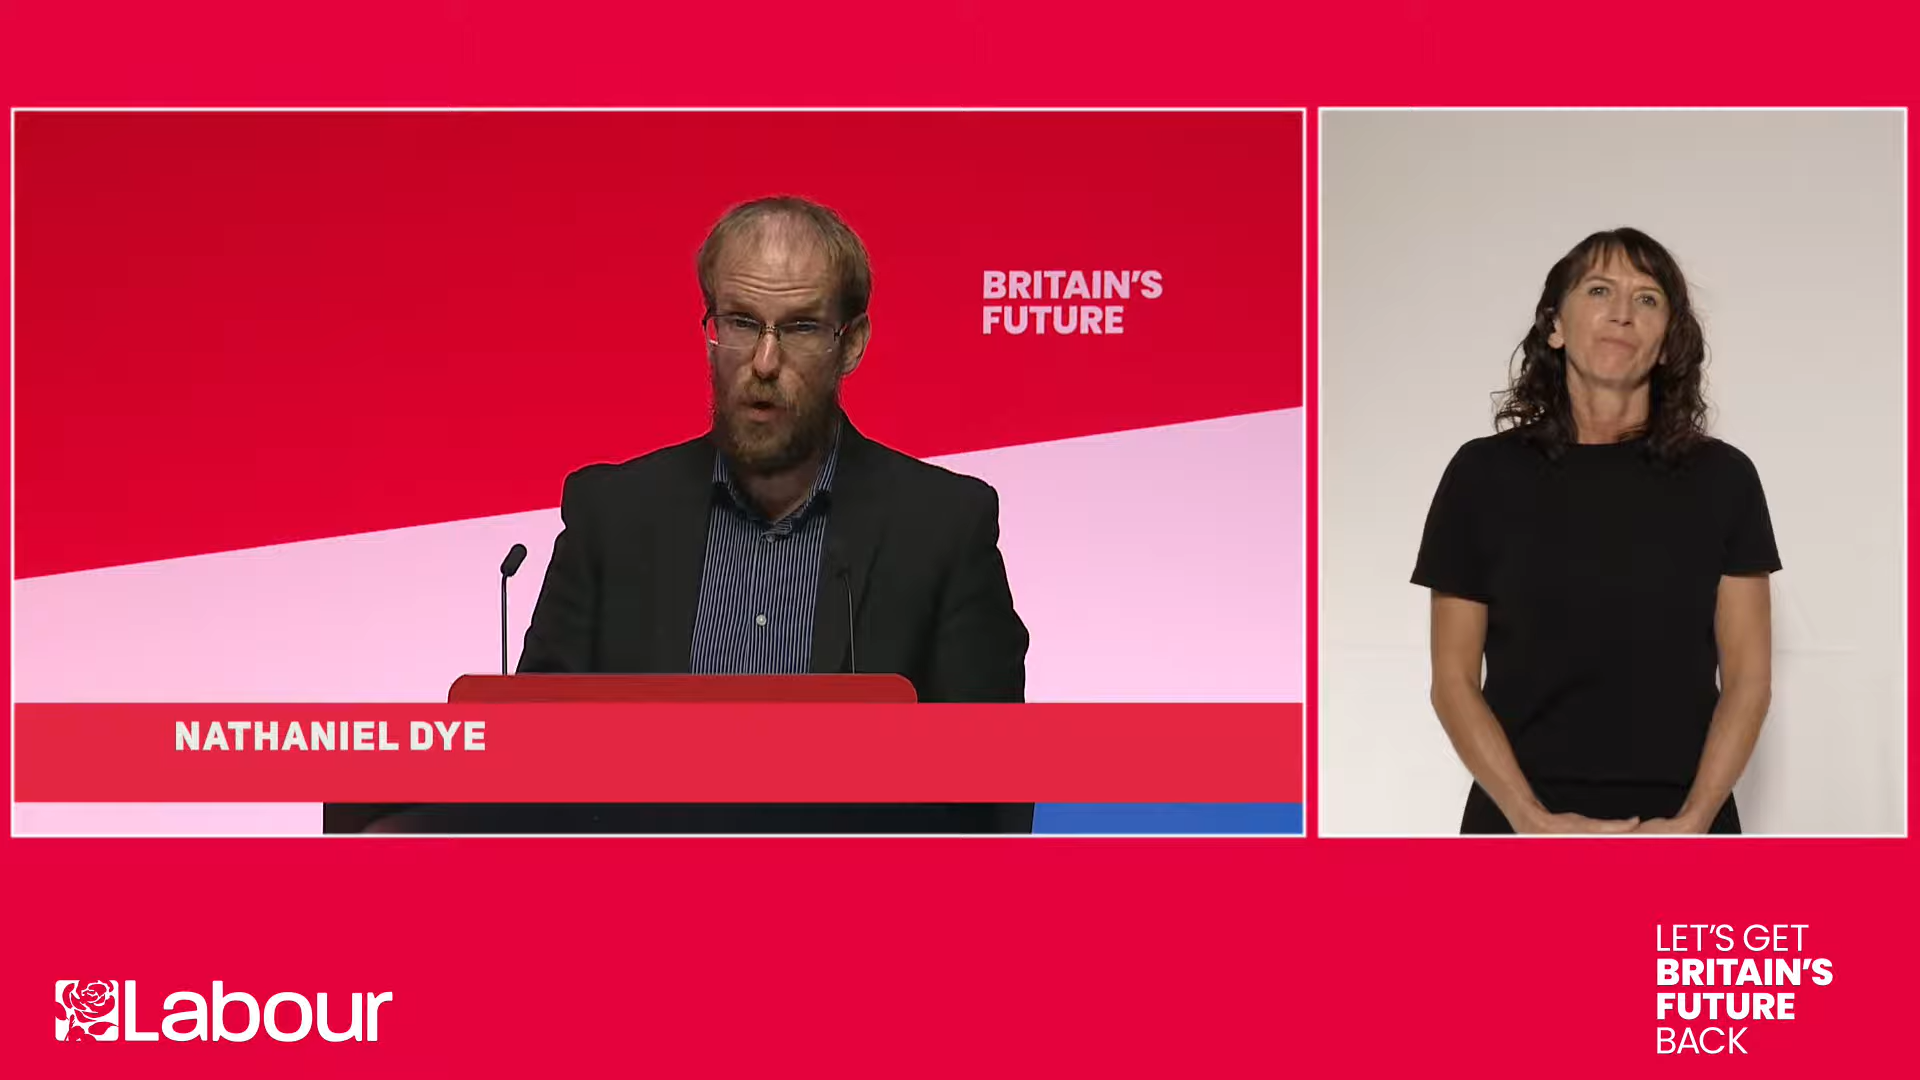 BRITAIN'S
FUTURE
NATHANIEL DYE
Labour
LET'S GET
BRITAIN'S
FUTURE
BACK